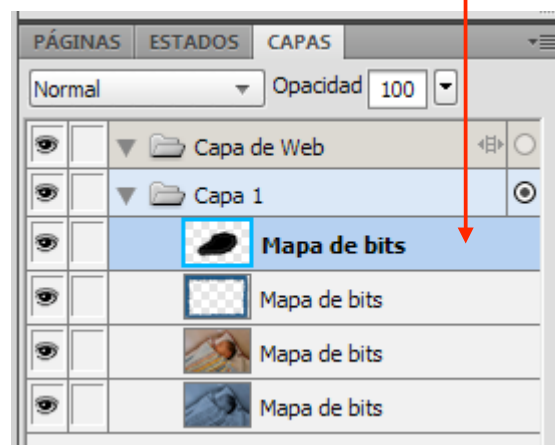 PÁGINAS ESTADOS CAPAS
Normal Opacidad 100
Capa de Web
Capa 1
Mapa de bits
Mapa de bits
Mapa de bits
Mapa de bits